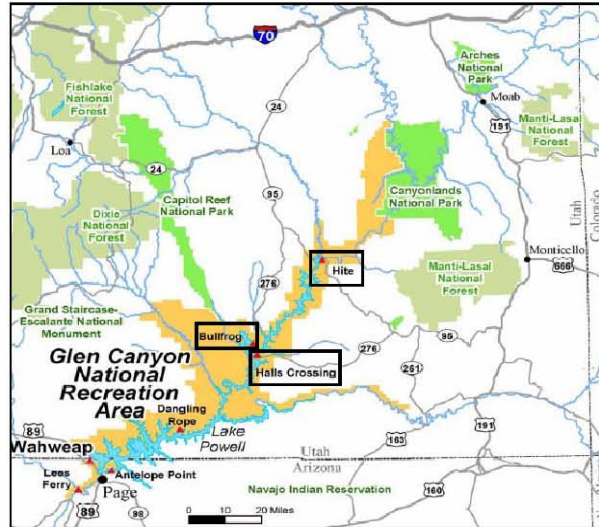 70
Arches
National
Park
Fishlake
National
Forest
24
Moab
191
Manti-Lasal
National
Forest
Loa
24
95
Capitol Reef
National Park
Canyonlands
National Park
Utah
Colorado
Dixie
National
Forest
Monticello
666
Hite
276
Manti-Lasal
National
Forest
Grand Staircase-
Escalante National
Monument
Bullfrog
95
276
Glen Canyon
National
Recreation
Area
Halls Crossing
261
Dangling
Rope
Lake
Powell
89
191
163
Wahweap
Utah
Arizona
Lees
Ferry
Antelope Point
Page
Navajo Indian Reservation
160
89
98
0
20 Miles